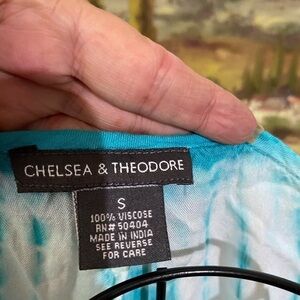 CHELSEA & THEODORE
S
100% VISCOSE
RN# 50404
MADE IN INDIA
SEE REVERSE
FOR CARE